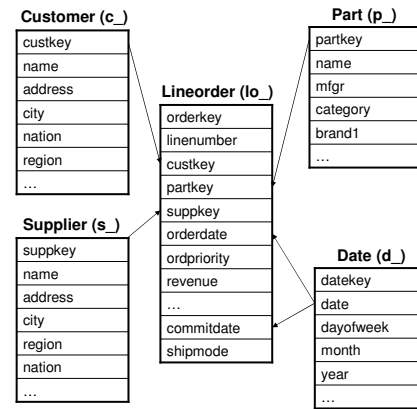 Customer (c_)
custkey
name
address
city
nation
region
…
Supplier (s_)
suppkey
name
address
city
region
nation
…
Lineorder (lo_)
orderkey
linenumber
custkey
partkey
suppkey
orderdate
ordpriority
revenue
…
commitdate
shipmode
Part (p_)
partkey
name
mfgr
category
brand1
…
Date (d_)
datekey
date
dayofweek
month
year
…